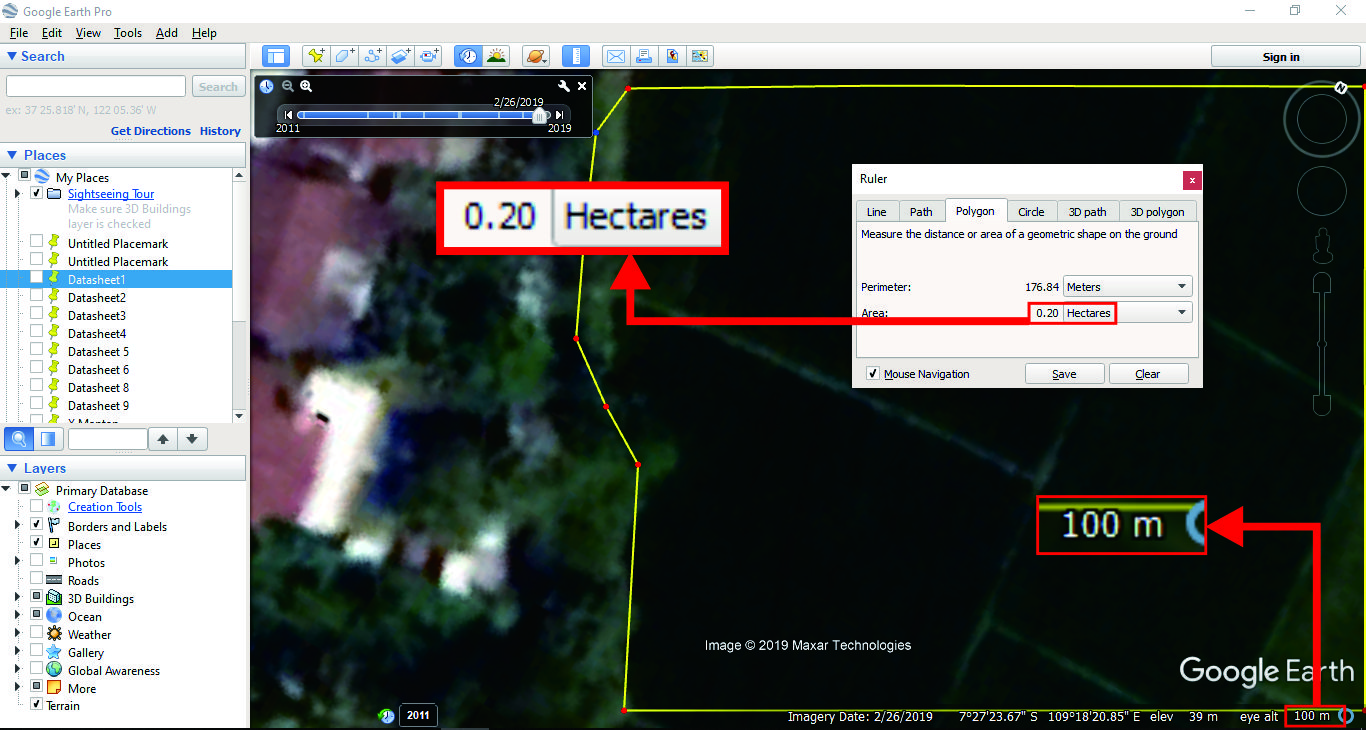 Google Earth Pro
File Edit View Tools Add Help
Search
Sign in
Search
ex: 37 25.818' N, 122 05.36' W
Get Directions History
2/26/2019
2011 2019
Places
My Places
Sightseeing Tour
Make sure 3D Buildings
layer is checked
Untitled Placemark
Untitled Placemark
Datasheet1
Datasheet2
Datasheet3
Datasheet4
Datasheet 5
Datasheet 6
Datasheet 8
Datasheet 9
Layers
Primary Database
Creation Tools
Borders and Labels
Places
Photos
Roads
3D Buildings
Ocean
Weather
Gallery
Global Awareness
More
Terrain
N
0.20 Hectares
Ruler
x
Line Path Polygon Circle 3D path 3D polygon
Measure the distance or area of a geometric shape on the ground
Perimeter: 176.84 Meters
Area: 0.20 Hectares
Mouse Navigation Save Clear
100 m
Image © 2019 Maxar Technologies
Google Earth
2011
Imagery Date: 2/26/2019 7°27'23.67" S 109°18'20.85" E elev 39 m eye alt 100 m